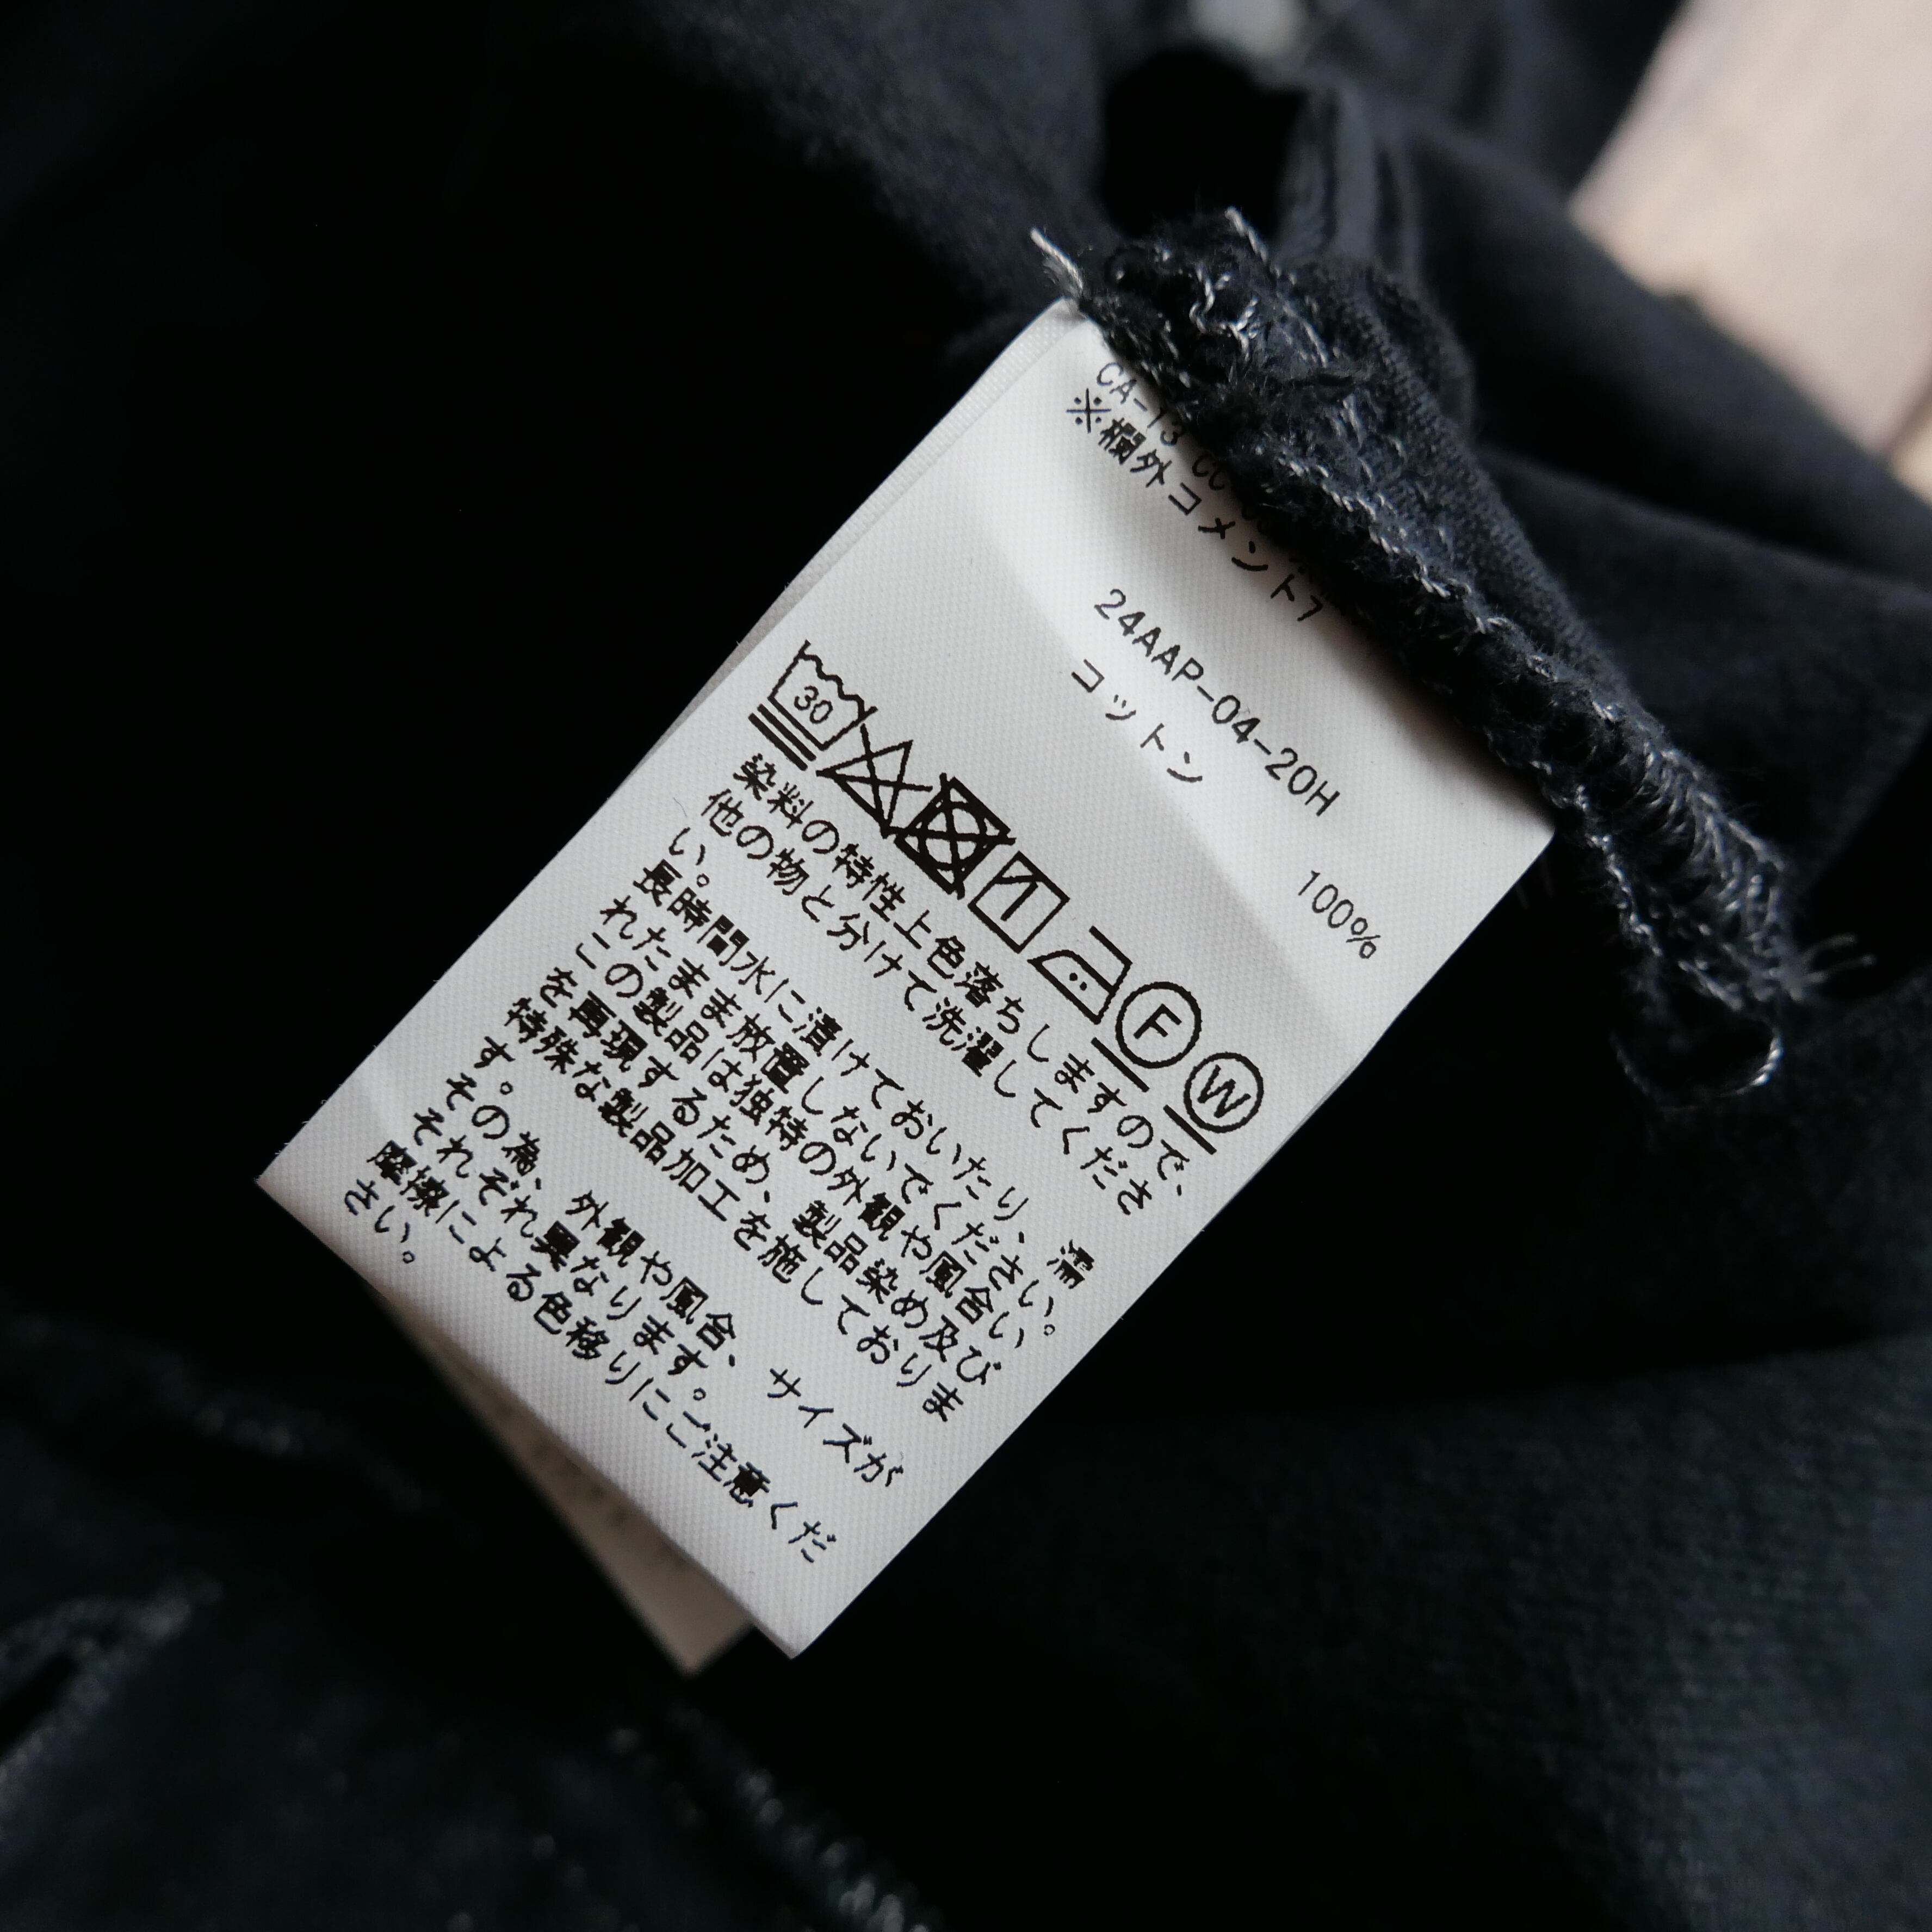 CA-13 CC
※欄外コメント7
24AAP-04-20H
コットン 100%
30
F W
染料の特性上色落ちしますので、
他の物と分けて洗濯してくださ
い。
長時間水に漬けておいたり、濡
れたまま放置しないでください。
この製品は独特の外観や風合い
を再現するため、製品染め及び
特殊な製品加工を施しておりま
す。
その為、外観や風合、サイズが
それぞれ異なります。
摩擦による色移りにご注意くだ
さい。